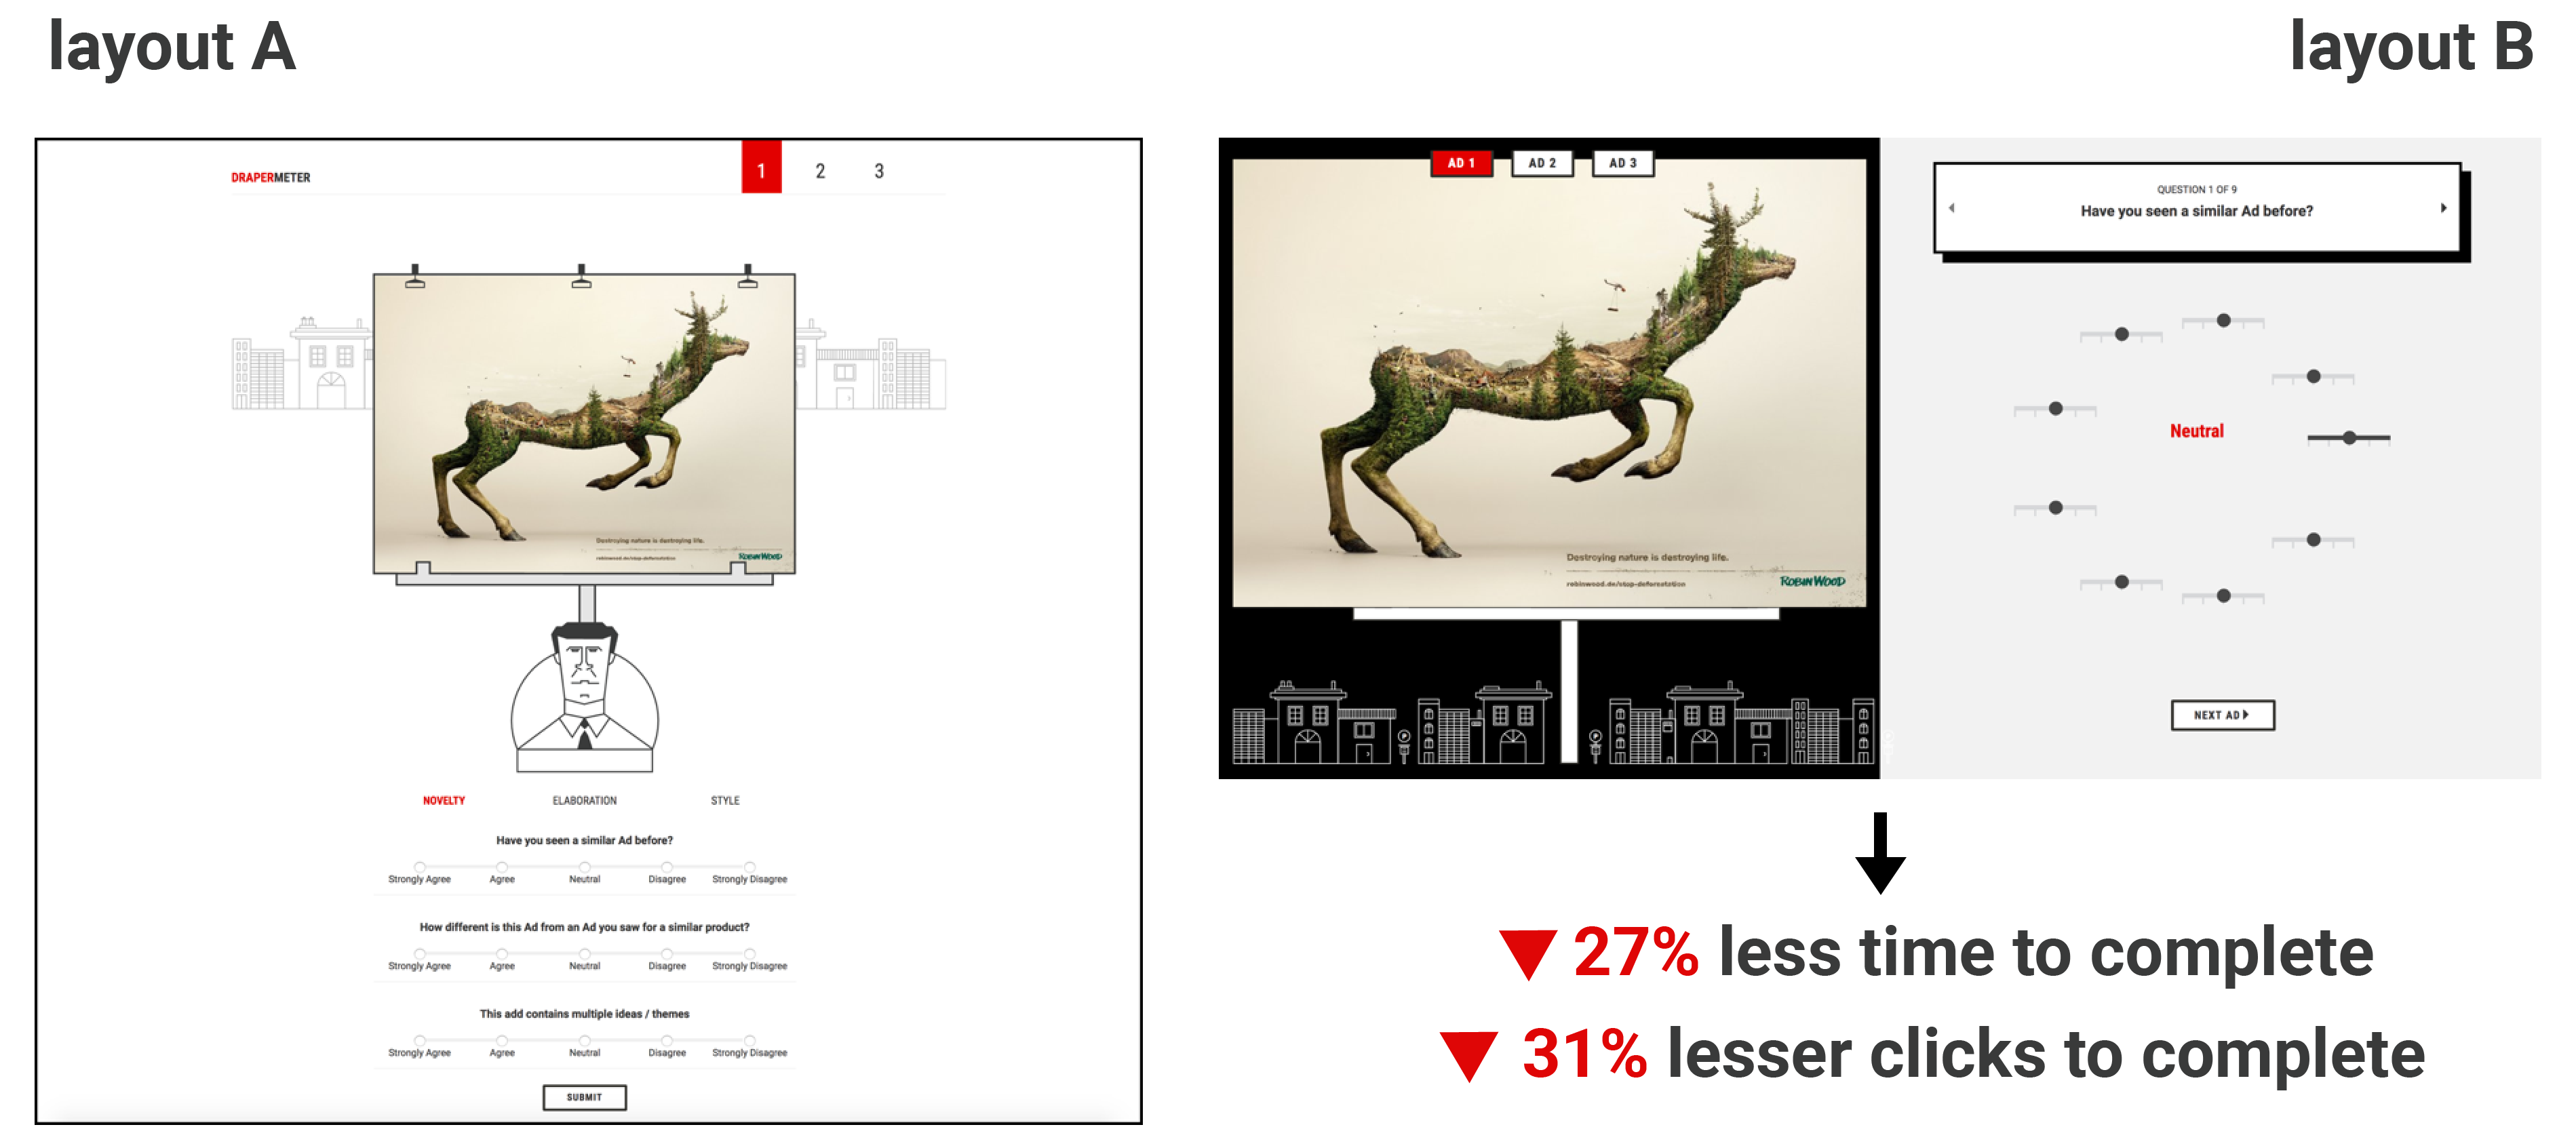 layout A
layout B
DRAPERMETER
1 2 3
Destroying nature is destroying life.
robinwood.de/stop-deforestation
ROBIN WOOD
NOVELTY ELABORATION STYLE
Have you seen a similar Ad before?
Strongly Agree Agree Neutral Disagree Strongly Disagree
How different is this Ad from an Ad you saw for a similar product?
Strongly Agree Agree Neutral Disagree Strongly Disagree
This add contains multiple ideas / themes
Strongly Agree Agree Neutral Disagree Strongly Disagree
SUBMIT
AD 1 AD 2 AD 3
Destroying nature is destroying life.
robinwood.de/stop-deforestation
ROBIN WOOD
P
P
QUESTION 1 OF 9
Have you seen a similar Ad before?
Neutral
NEXT AD
27% less time to complete
31% lesser clicks to complete